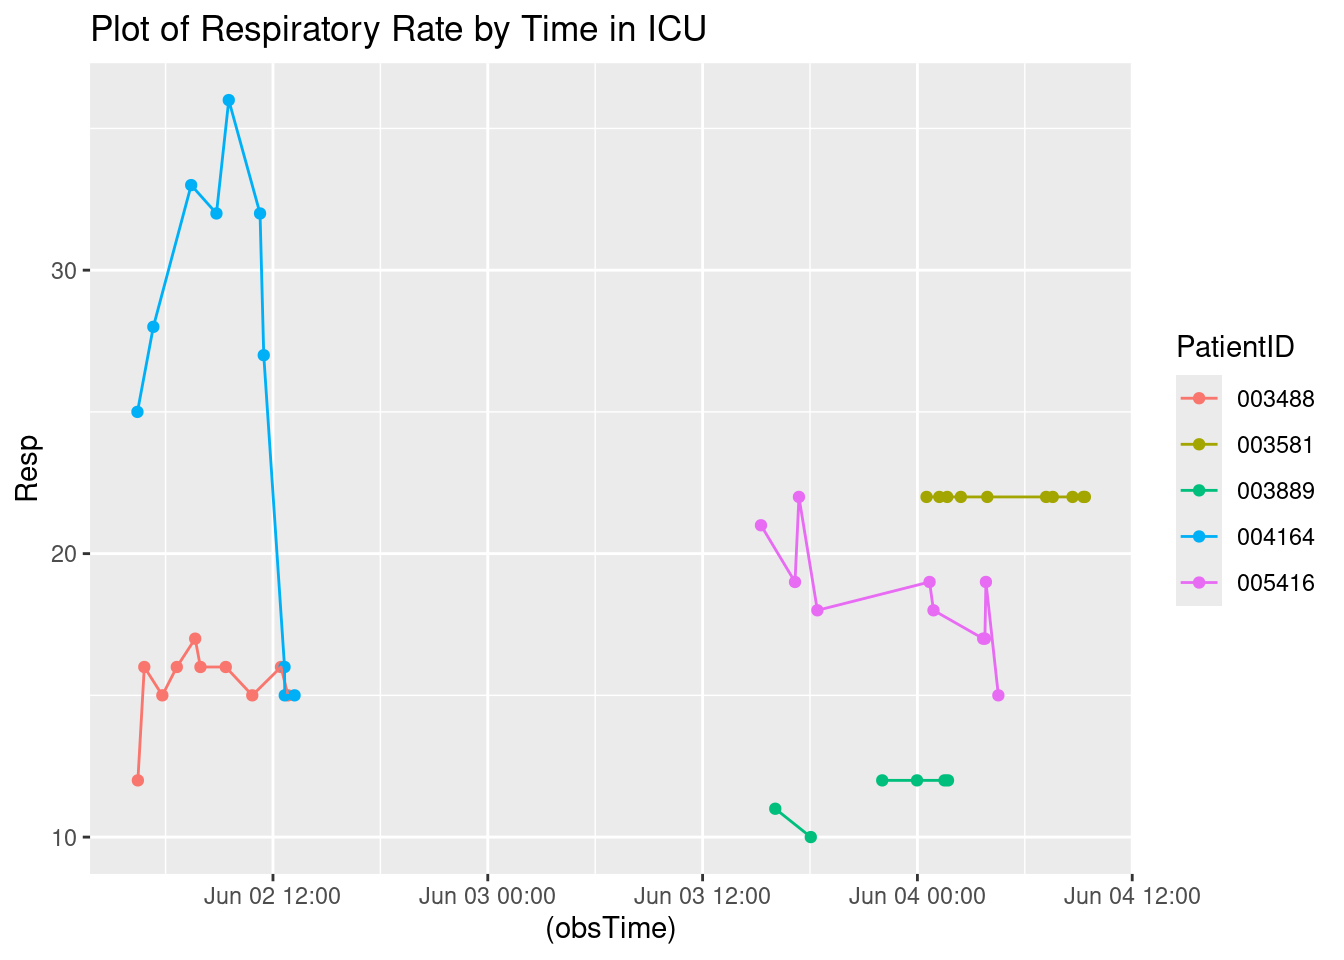 Plot of Respiratory Rate by Time in ICU
Resp
30
20
10
Jun 02 12:00 Jun 03 00:00 Jun 03 12:00 Jun 04 00:00 Jun 04 12:00
(obsTime)
PatientID
003488
003581
003889
004164
005416